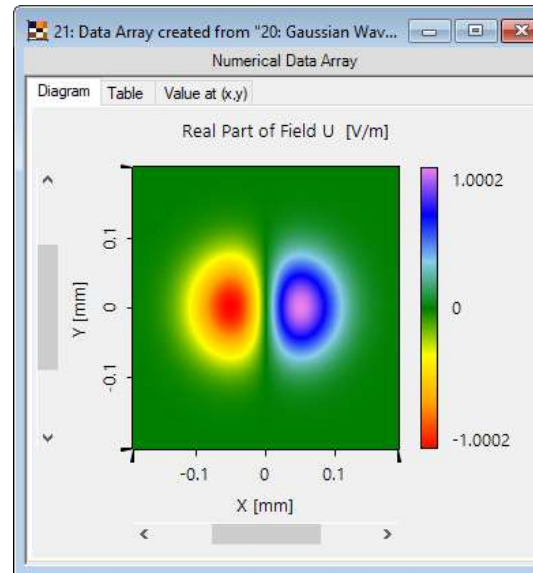 21: Data Array created from "20: Gaussian Wav...
Numerical Data Array
Diagram Table Value at (x,y)
Real Part of Field U [V/m]
1.0002
0
-1.0002
Y [mm]
0.1
0
-0.1
-0.1 0 0.1
X [mm]